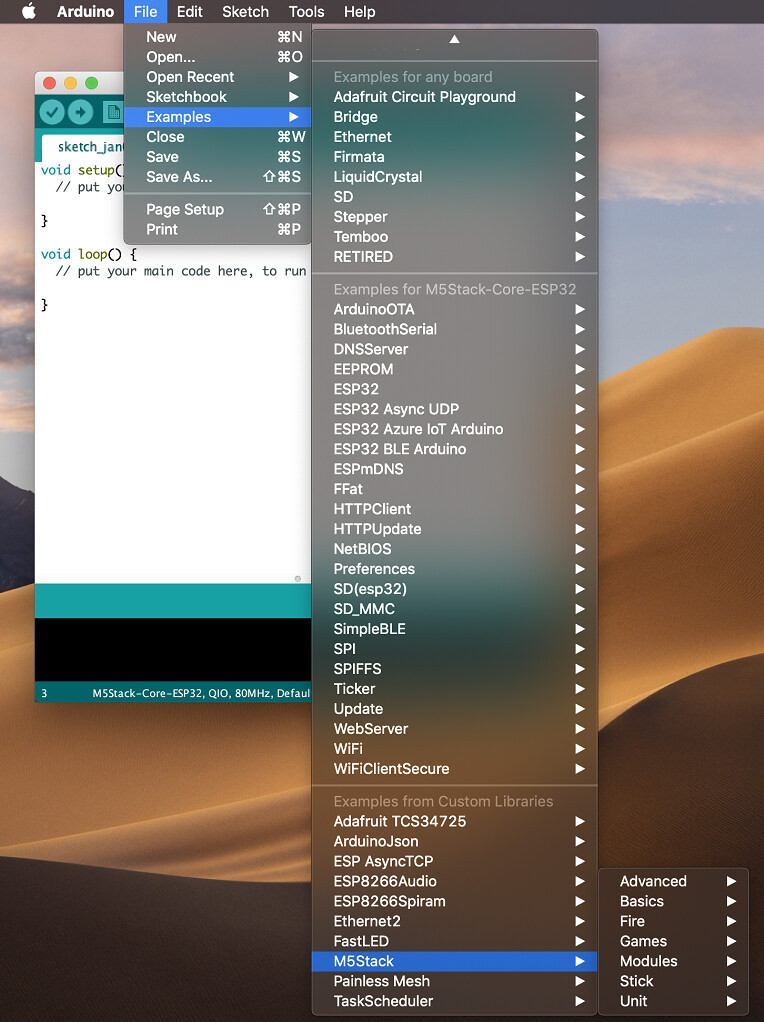 Arduino File Edit Sketch Tools Help
New ⌘N
Open... ⌘O
Open Recent ▶
Sketchbook ▶
Examples ▶
Close ⌘W
Save ⌘S
Save As... ⇧⌘S
Page Setup ⇧⌘P
Print ⌘P
sketch_jan
void setup()
// put you
}
void loop() {
// put your main code here, to run
}
3 M5Stack-Core-ESP32, QIO, 80MHz, Defaul
Examples for any board
Adafruit Circuit Playground ▶
Bridge ▶
Ethernet ▶
Firmata ▶
LiquidCrystal ▶
SD ▶
Stepper ▶
Temboo ▶
RETIRED ▶
Examples for M5Stack-Core-ESP32
ArduinoOTA ▶
BluetoothSerial ▶
DNSServer ▶
EEPROM ▶
ESP32 ▶
ESP32 Async UDP ▶
ESP32 Azure IoT Arduino ▶
ESP32 BLE Arduino ▶
ESPmDNS ▶
FFat ▶
HTTPClient ▶
HTTPUpdate ▶
NetBIOS ▶
Preferences ▶
SD(esp32) ▶
SD_MMC ▶
SimpleBLE ▶
SPI ▶
SPIFFS ▶
Ticker ▶
Update ▶
WebServer ▶
WiFi ▶
WiFiClientSecure ▶
Examples from Custom Libraries
Adafruit TCS34725 ▶
ArduinoJson ▶
ESP AsyncTCP ▶
ESP8266Audio ▶
ESP8266Spiram ▶
Ethernet2 ▶
FastLED ▶
M5Stack ▶
Painless Mesh ▶
TaskScheduler ▶
Advanced ▶
Basics ▶
Fire ▶
Games ▶
Modules ▶
Stick ▶
Unit ▶